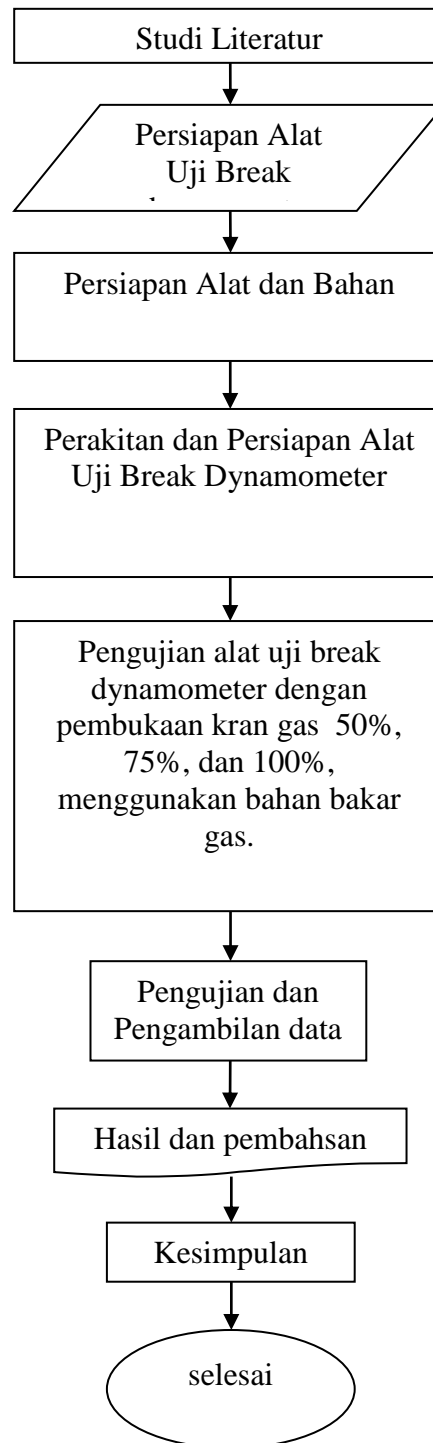 Studi Literatur
Persiapan Alat
Uji Break
Persiapan Alat dan Bahan
Perakitan dan Persiapan Alat
Uji Break Dynamometer
Pengujian alat uji break
dynamometer dengan
pembukaan kran gas 50%,
75%, dan 100%,
menggunakan bahan bakar
gas.
Pengujian dan
Pengambilan data
Hasil dan pembahsan
Kesimpulan
selesai